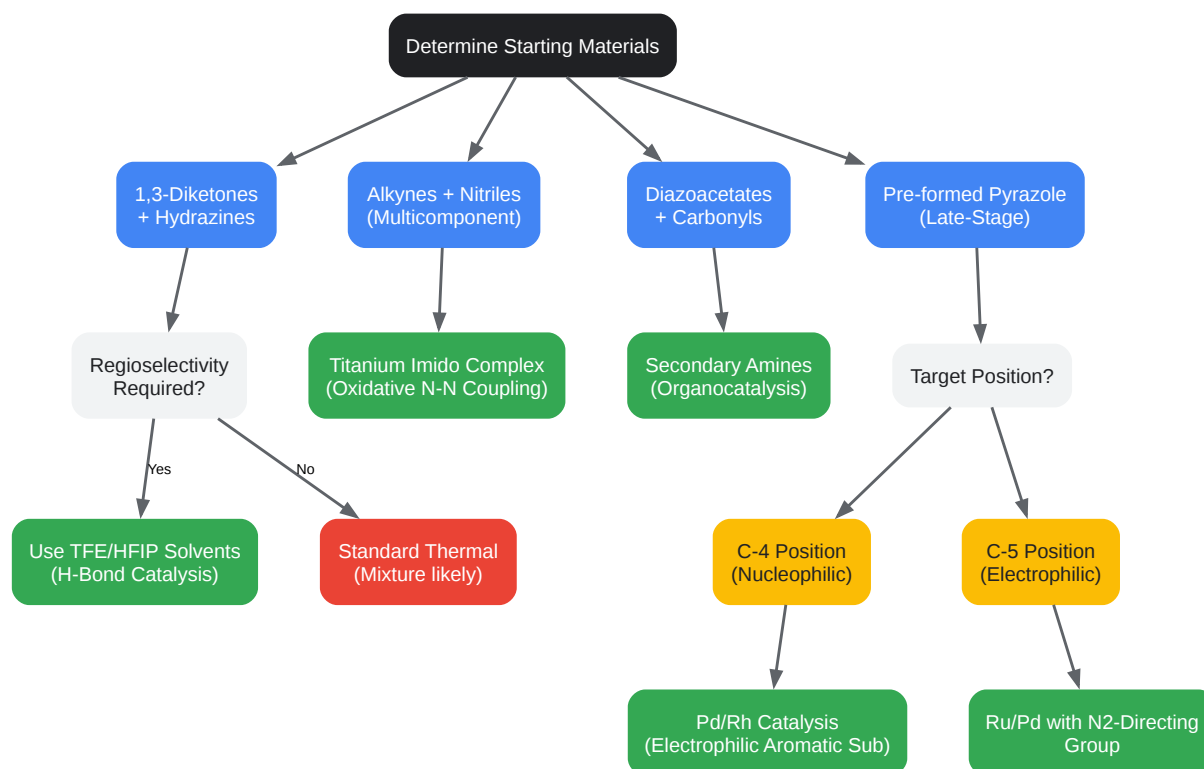 Determine Starting Materials
1,3-Diketones
+ Hydrazines
Alkynes + Nitriles
(Multicomponent)
Diazoacetates
+ Carbonyls
Pre-formed Pyrazole
(Late-Stage)
Regioselectivity
Required?
Titanium Imido Complex
(Oxidative N-N Coupling)
Secondary Amines
(Organocatalysis)
Target Position?
Yes
No
Use TFE/HFIP Solvents
(H-Bond Catalysis)
Standard Thermal
(Mixture likely)
C-4 Position
(Nucleophilic)
C-5 Position
(Electrophilic)
Pd/Rh Catalysis
(Electrophilic Aromatic Sub)
Ru/Pd with N2-Directing
Group